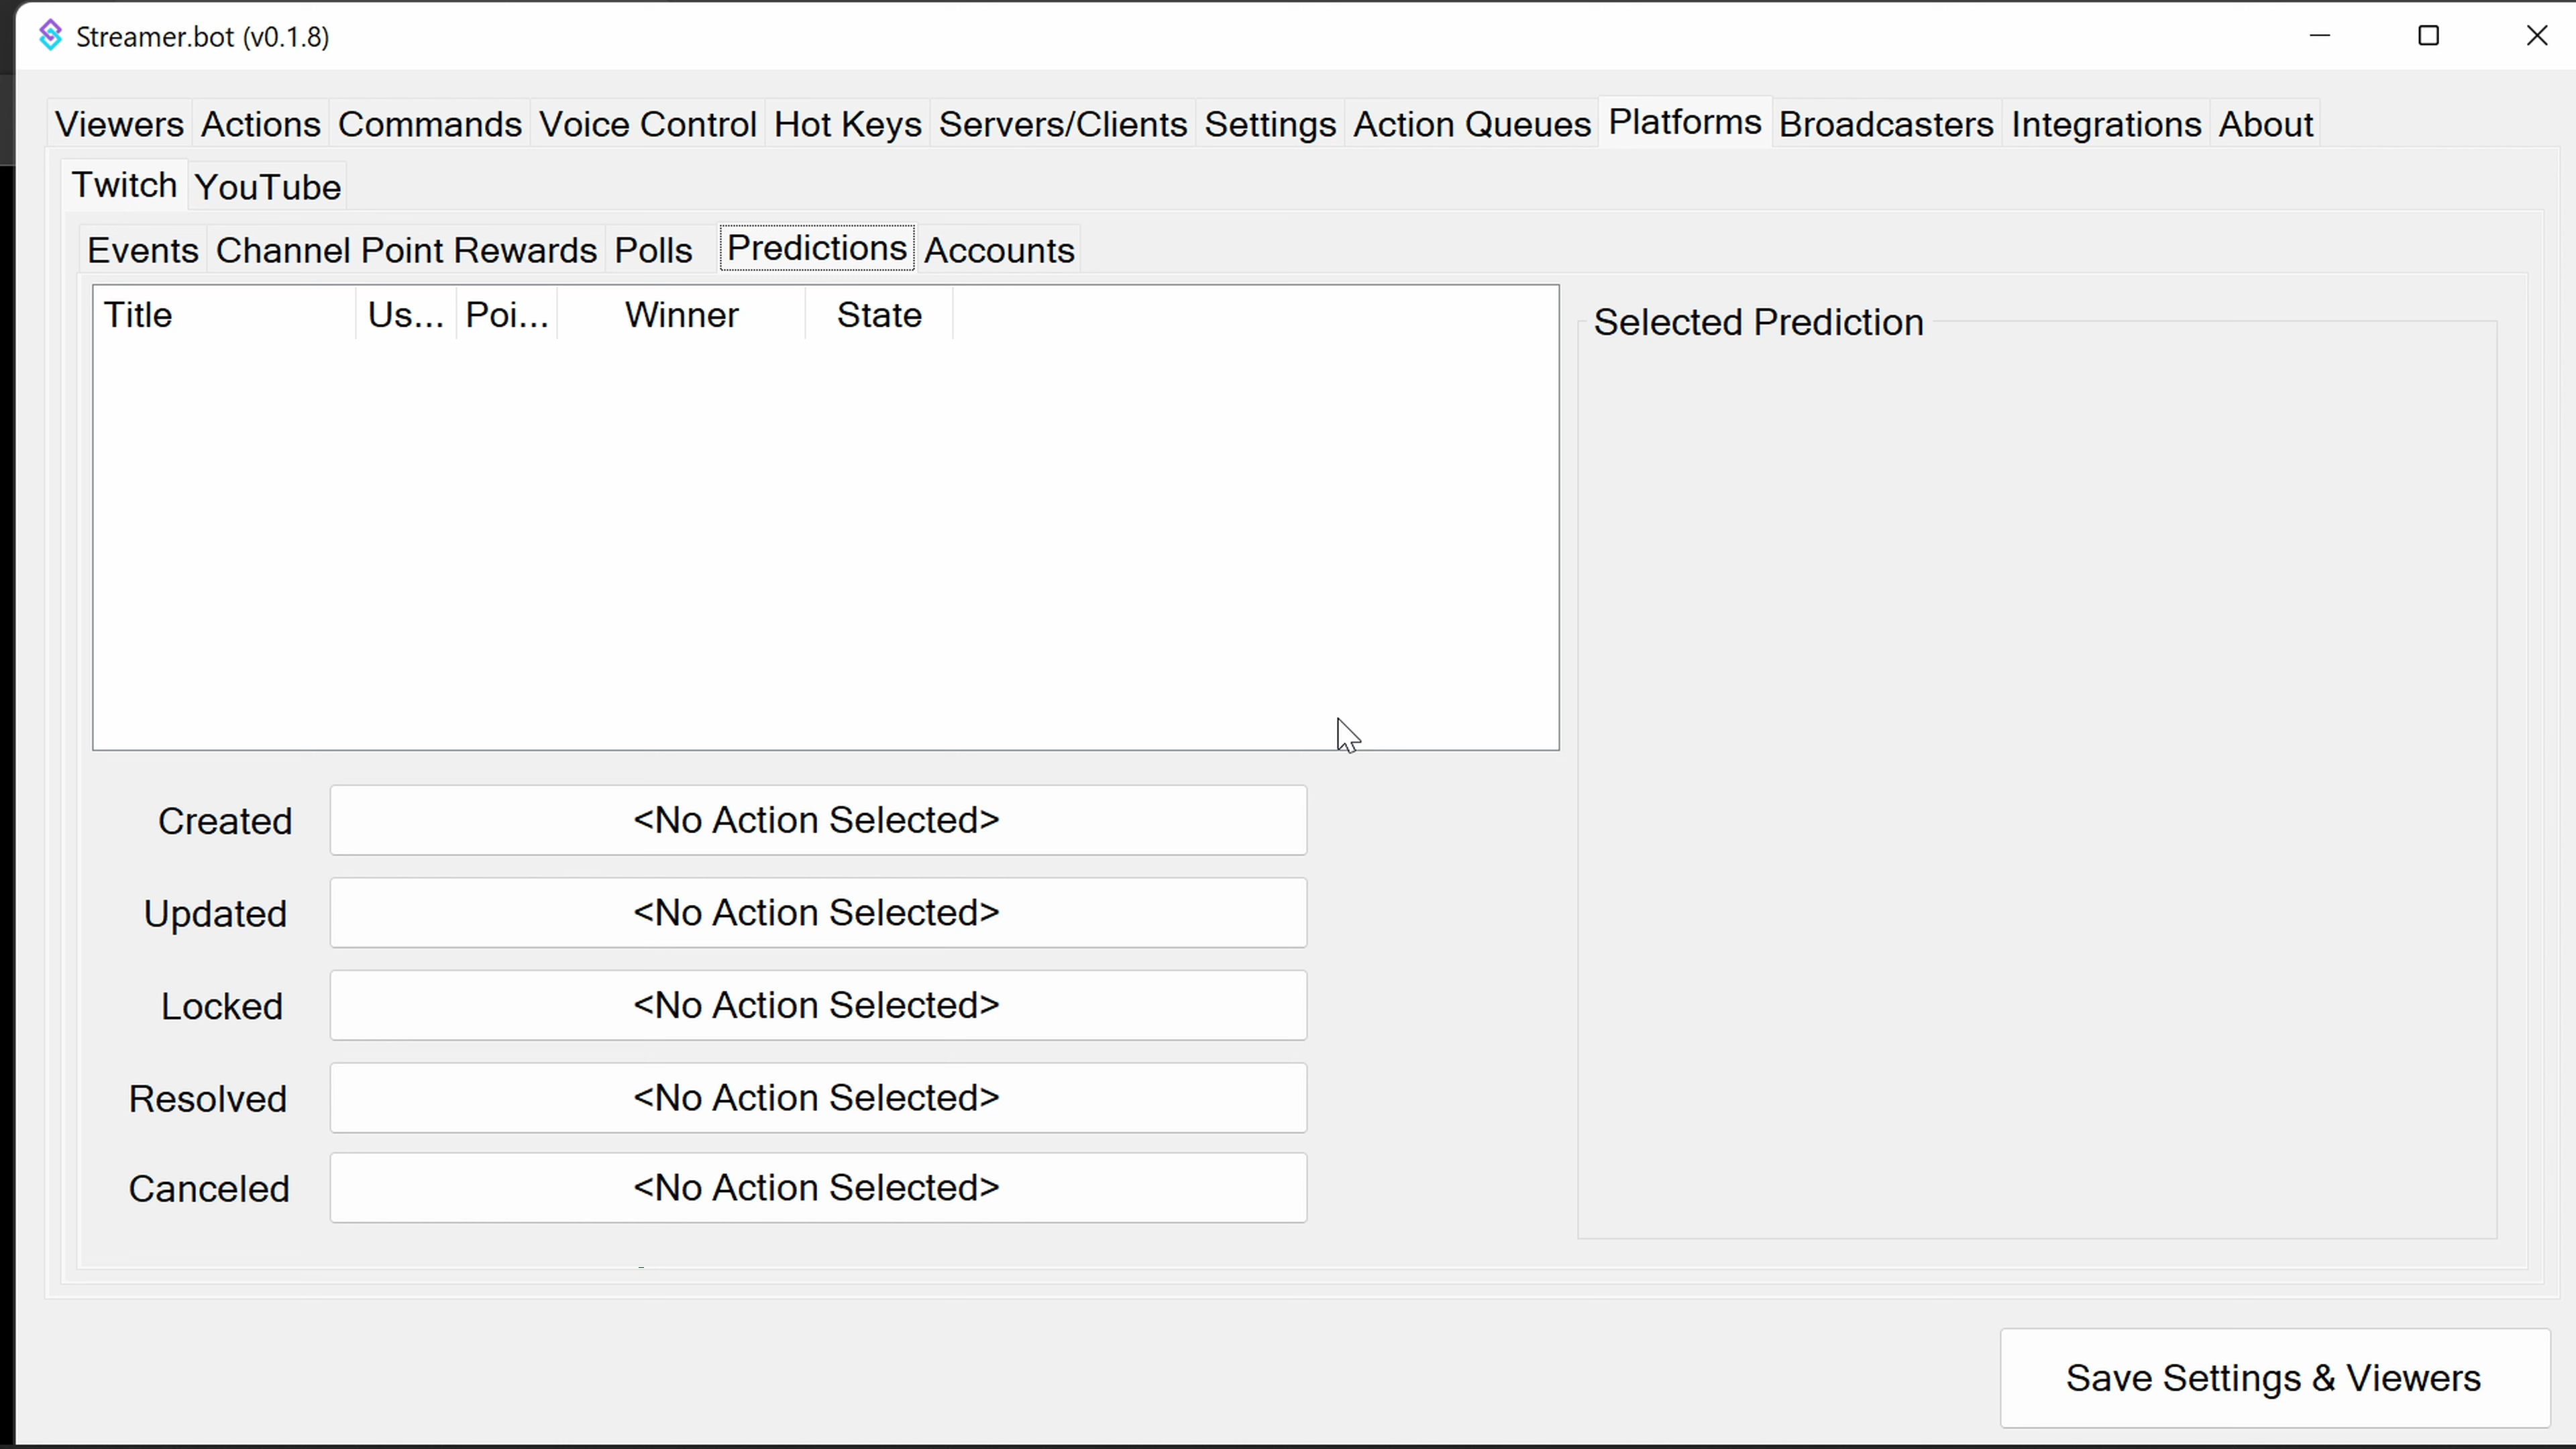 Streamer.bot (v0.1.8)
Viewers Actions Commands Voice Control Hot Keys Servers/Clients Settings Action Queues Platforms Broadcasters Integrations About
Twitch YouTube
Events Channel Point Rewards Polls Predictions Accounts
Title Us... Poi... Winner State
Selected Prediction
Created <No Action Selected>
Updated <No Action Selected>
Locked <No Action Selected>
Resolved <No Action Selected>
Canceled <No Action Selected>
Save Settings & Viewers